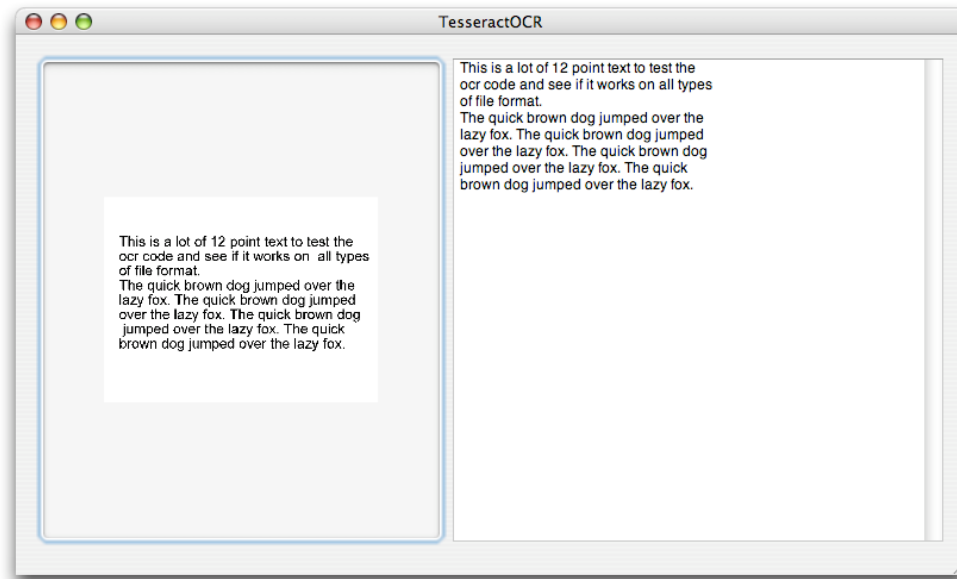 TesseractOCR
This is a lot of 12 point text to test the
ocr code and see if it works on  all types
of file format.
The quick brown dog jumped over the
lazy fox. The quick brown dog jumped
over the lazy fox. The quick brown dog
 jumped over the lazy fox. The quick
brown dog jumped over the lazy fox.
This is a lot of 12 point text to test the
ocr code and see if it works on all types
of file format.
The quick brown dog jumped over the
lazy fox. The quick brown dog jumped
over the lazy fox. The quick brown dog
jumped over the lazy fox. The quick
brown dog jumped over the lazy fox.